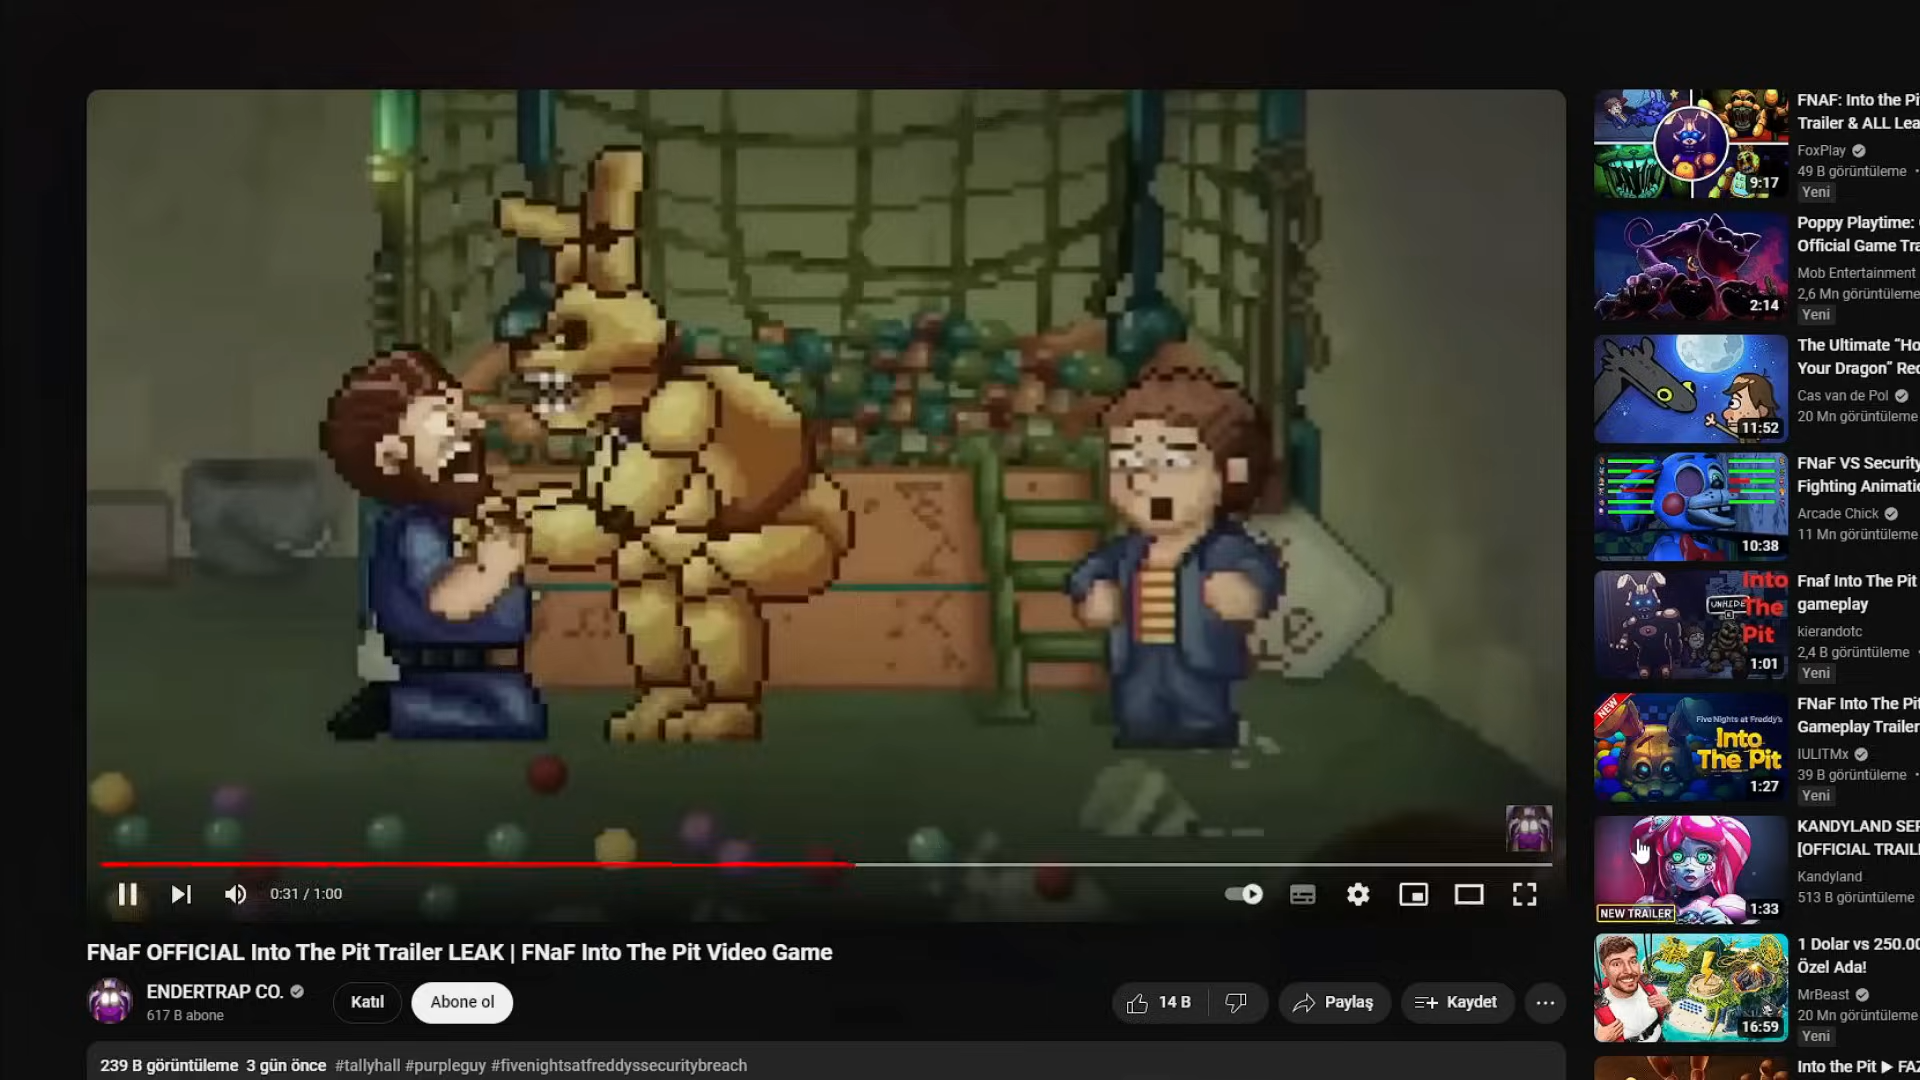 0:31 / 1:00
FNaF OFFICIAL Into The Pit Trailer LEAK | FNaF Into The Pit Video Game
ENDERTRAP CO.
617 B abone
Katıl
Abone ol
14 B
Paylaş
Kaydet
239 B görüntüleme 3 gün önce #tallyhall #purpleguy #fivenightsatfreddyssecuritybreach
9:17
FNAF: Into the Pi
Trailer & ALL Lea
FoxPlay
49 B görüntüleme
Yeni
2:14
Poppy Playtime:
Official Game Tra
Mob Entertainment
2,6 Mn görüntüleme
Yeni
11:52
The Ultimate “Ho
Your Dragon” Rec
Cas van de Pol
20 Mn görüntüleme
10:38
FNaF VS Security
Fighting Animatio
Arcade Chick
11 Mn görüntüleme
UNHIDE
Into
The
Pit
1:01
Fnaf Into The Pit
gameplay
kierandotc
2,4 B görüntüleme
Yeni
NEW
Five Nights at Freddy's
Into
The Pit
1:27
FNaF Into The Pit
Gameplay Trailer
IULITMx
39 B görüntüleme
Yeni
NEW TRAILER
1:33
KANDYLAND SER
[OFFICIAL TRAIL
Kandyland
513 B görüntüleme
16:59
1 Dolar vs 250.00
Özel Ada!
MrBeast
20 Mn görüntüleme
Yeni
Into the Pit ▶ FAZ